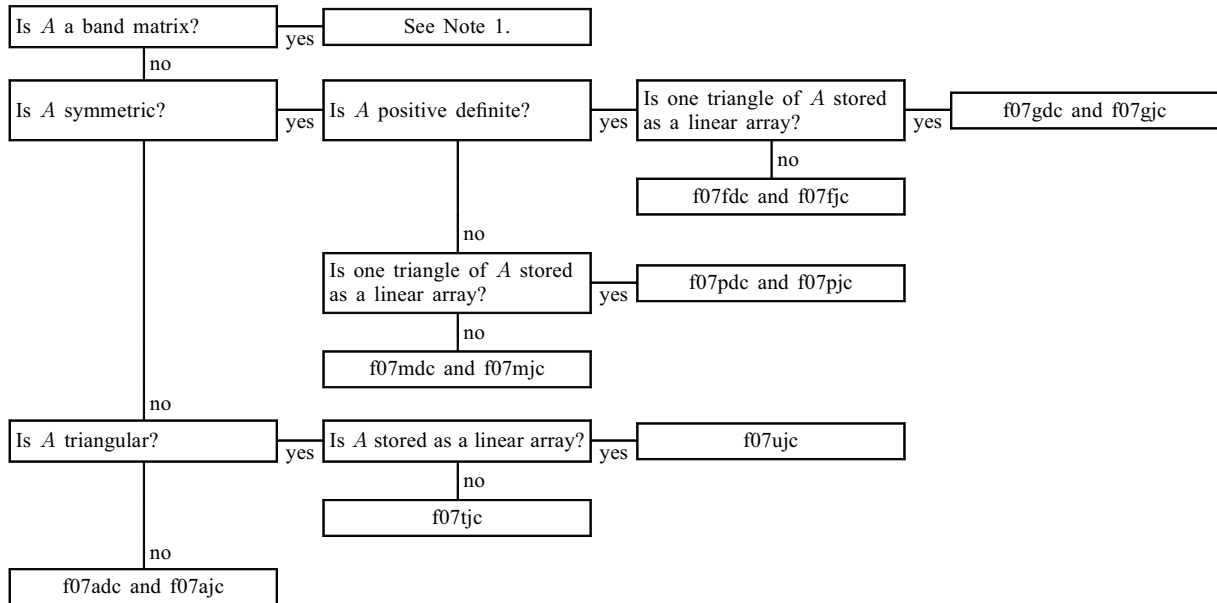 Is A a band matrix?
yes
See Note 1.
no
Is A symmetric?
yes
Is A positive definite?
yes
Is one triangle of A stored
as a linear array?
yes
f07gdc and f07gjc
no
f07fdc and f07fjc
no
Is one triangle of A stored
as a linear array?
yes
f07pdc and f07pjc
no
f07mdc and f07mjc
no
Is A triangular?
yes
Is A stored as a linear array?
yes
f07ujc
no
f07tjc
no
f07adc and f07ajc